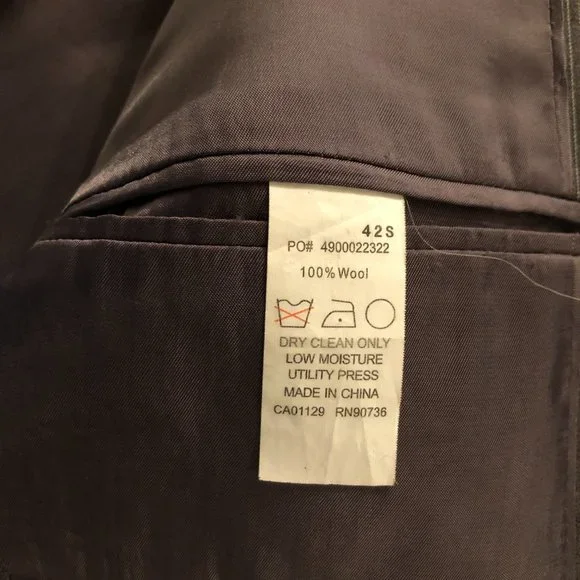 42S
PO# 4900022322
100% Wool
DRY CLEAN ONLY
LOW MOISTURE
UTILITY PRESS
MADE IN CHINA
CA01129 RN90736